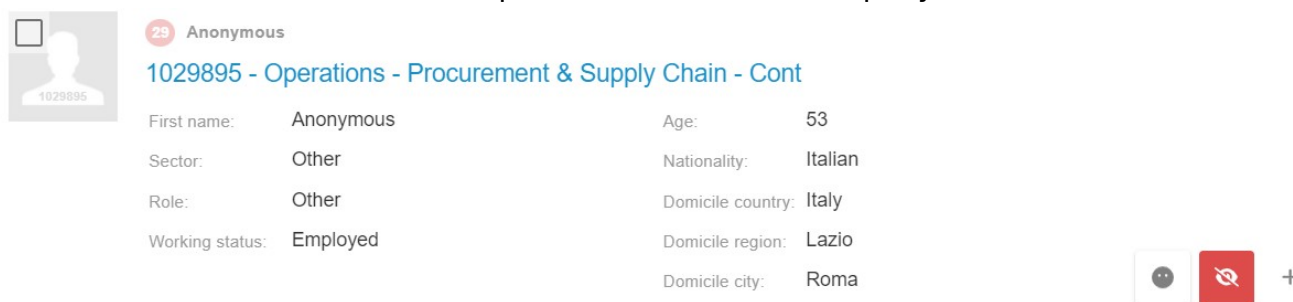 29 Anonymous
1029895 - Operations - Procurement & Supply Chain - Cont
1029895
First name: Anonymous Age: 53
Sector: Other Nationality: Italian
Role: Other Domicile country: Italy
Working status: Employed Domicile region: Lazio
Domicile city: Roma